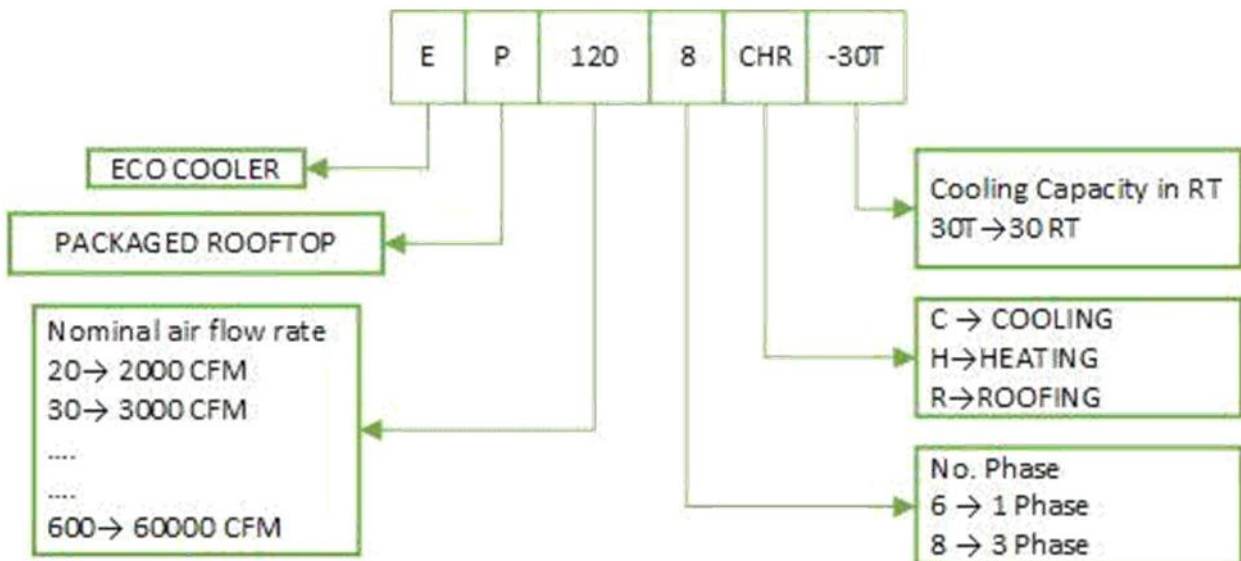 E P 120 8 CHR -30T
ECO COOLER
PACKAGED ROOFTOP
Nominal air flow rate
20→ 2000 CFM
30→ 3000 CFM
....
....
600→ 60000 CFM
Cooling Capacity in RT
30T→30 RT
C → COOLING
H→HEATING
R→ROOFING
No. Phase
6 → 1 Phase
8 → 3 Phase